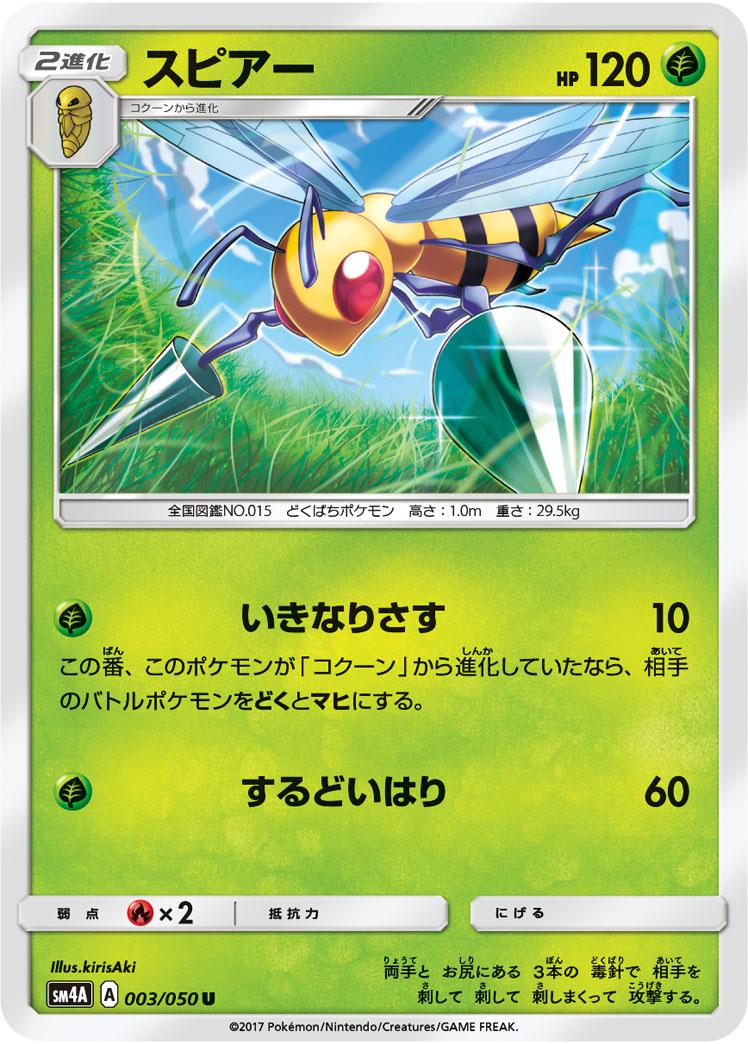 2進化 スピアー HP 120
コクーンから進化
全国図鑑NO.015 どくばちポケモン 高さ:1.0m 重さ:29.5kg
いきなりさす 10
この番、このポケモンが「コクーン」から進化していたなら、相手
のバトルポケモンをどくとマヒにする。
するどいはり 60
弱点 ×2 抵抗力 にげる
Illus.kirisAki
両手と お尻にある 3本の 毒針で 相手を
刺して 刺して 刺しまくって 攻撃する。
SM4A A 003/050 U
©2017 Pokémon/Nintendo/Creatures/GAME FREAK.